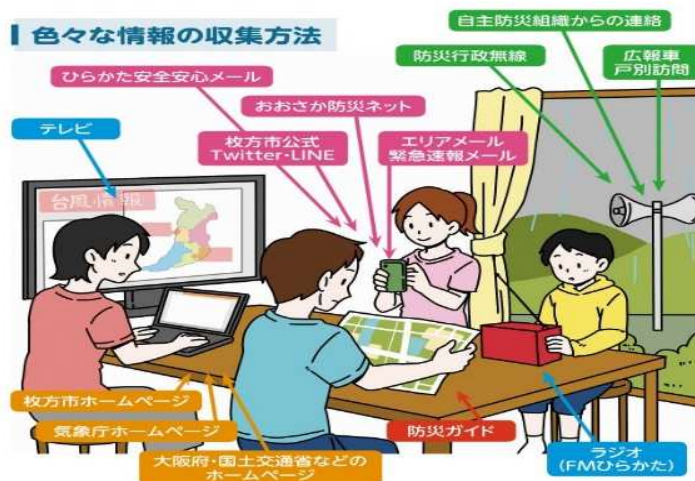 色々な情報の収集方法
自主防災組織からの連絡
防災行政無線
広報車
戸別訪問
ひらかた安全安心メール
おおさか防災ネット
テレビ
枚方市公式
Twitter・LINE
エリアメール
緊急速報メール
台風情報
枚方市ホームページ
気象庁ホームページ
大阪府・国土交通省などの
ホームページ
防災ガイド
ラジオ
(FMひらかた)